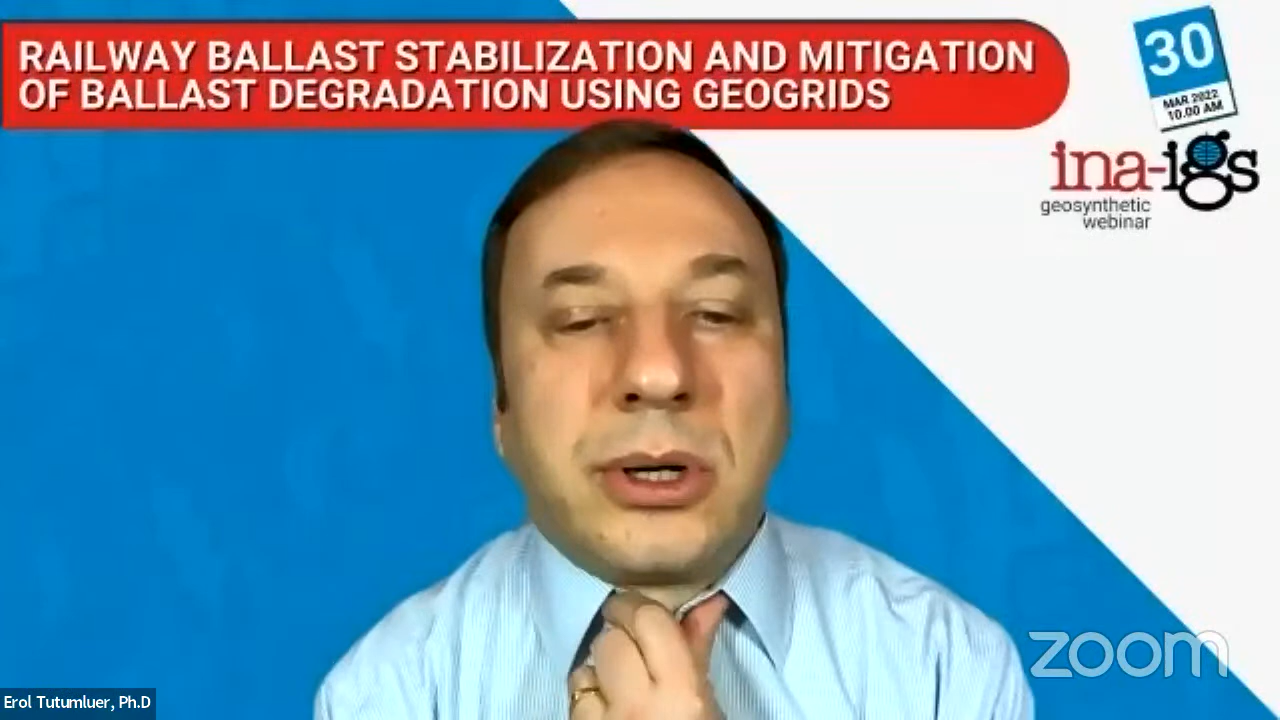 RAILWAY BALLAST STABILIZATION AND MITIGATION
OF BALLAST DEGRADATION USING GEOGRIDS
30
MAR 2022
10.00 AM
ina-igs
geosynthetic
webinar
zoom
Erol Tutumluer, Ph.D